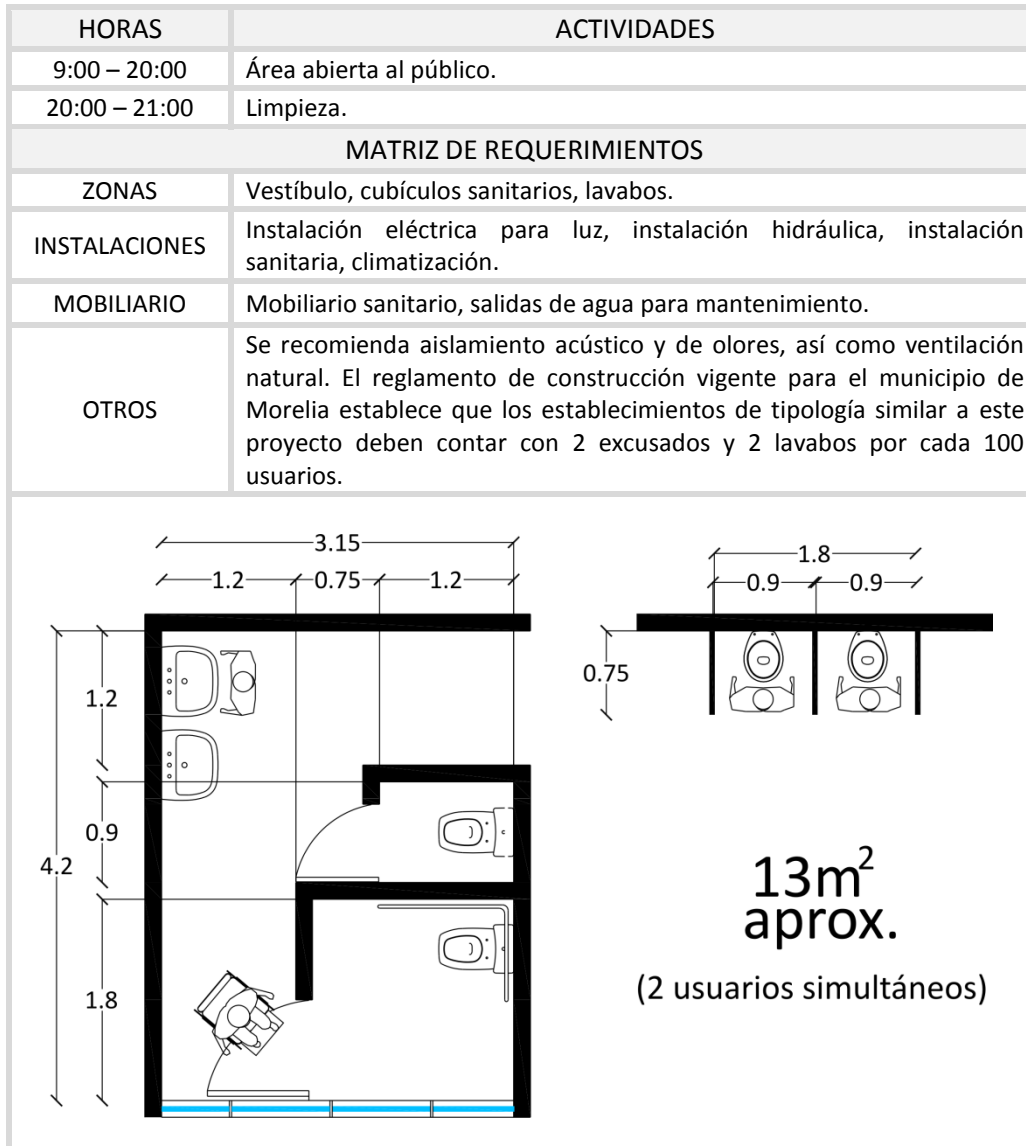 HORAS ACTIVIDADES
9:00 – 20:00 Área abierta al público.
20:00 – 21:00 Limpieza.
MATRIZ DE REQUERIMIENTOS
ZONAS Vestíbulo, cubículos sanitarios, lavabos.
INSTALACIONES Instalación eléctrica para luz, instalación hidráulica, instalación
sanitaria, climatización.
MOBILIARIO Mobiliario sanitario, salidas de agua para mantenimiento.
OTROS
Se recomienda aislamiento acústico y de olores, así como ventilación
natural. El reglamento de construcción vigente para el municipio de
Morelia establece que los establecimientos de tipología similar a este
proyecto deben contar con 2 excusados y 2 lavabos por cada 100
usuarios.
3.15
1.2 0.75 1.2
1.2
0.9
4.2
1.8
1.8
0.9 0.9
0.75
13m²
aprox.
(2 usuarios simultáneos)